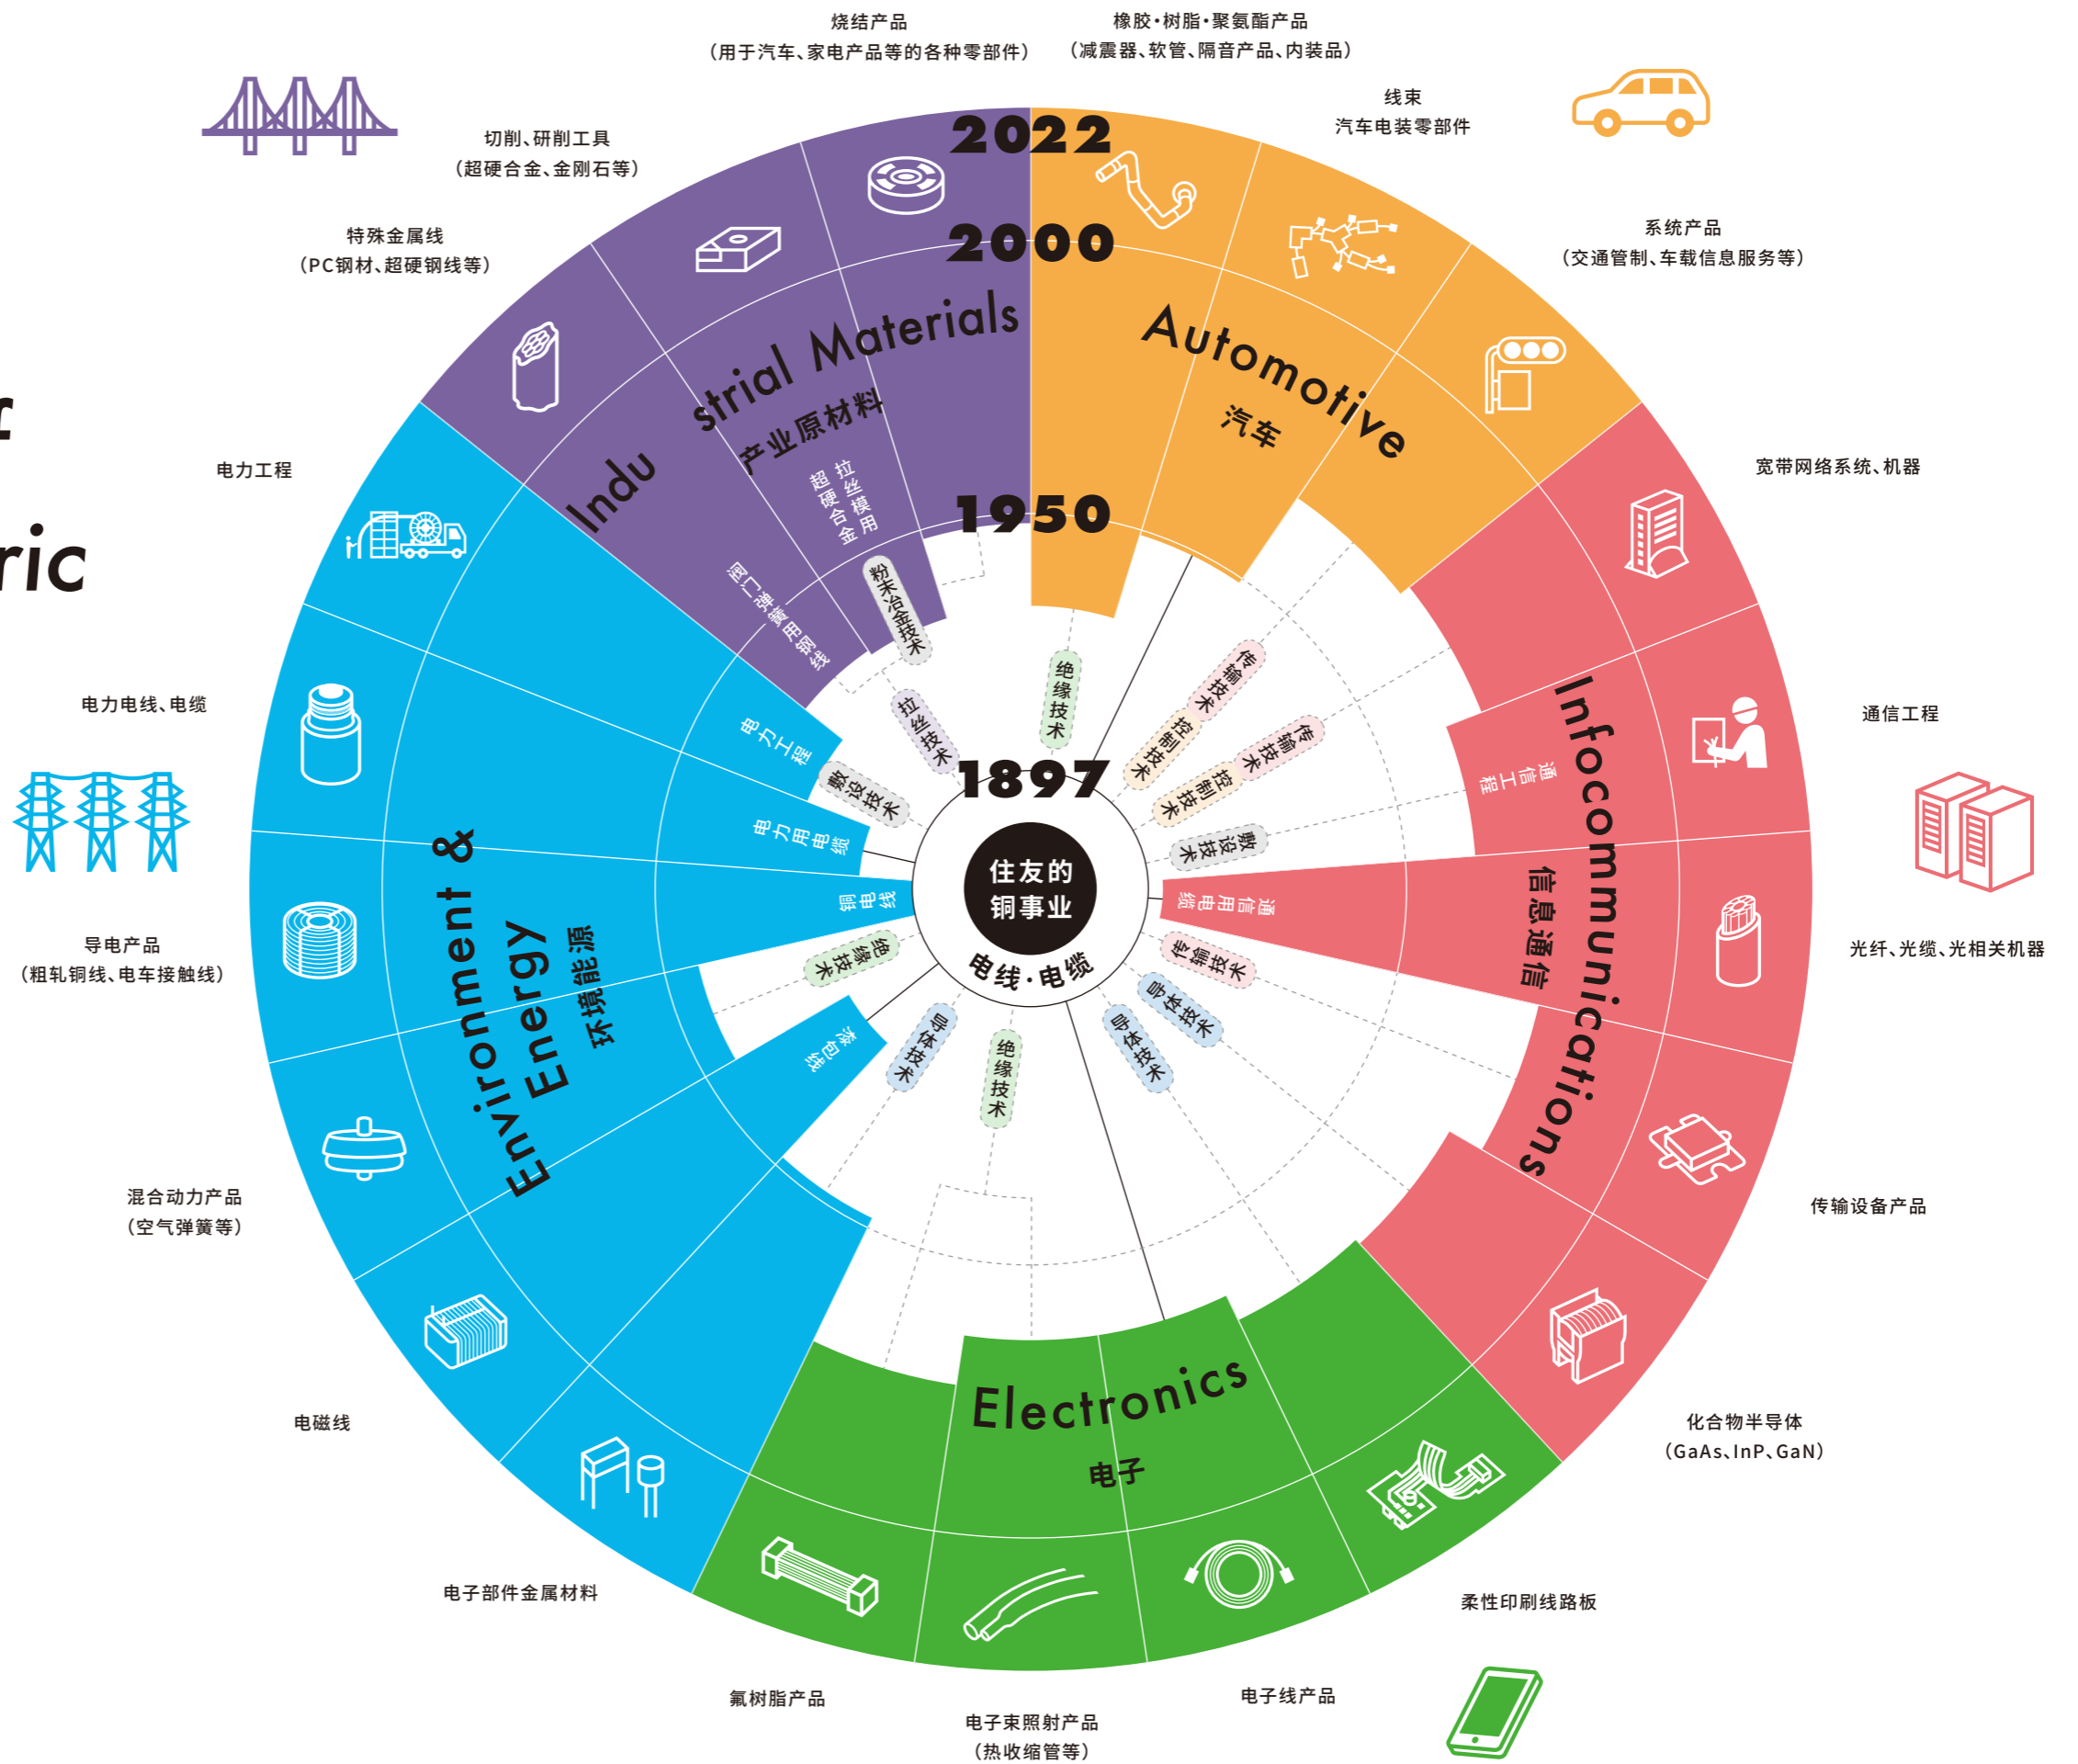 烧结产品
（用于汽车、家电产品等的各种零部件）
橡胶・树脂・聚氨酯产品
（减震器、软管、隔音产品、内装品）
线束
汽车电装零部件
系统产品
（交通管制、车载信息服务等）
切削、研削工具
（超硬合金、金刚石等）
特殊金属线
（PC钢材、超硬钢线等）
2022
2000
1950
1897
Industrial Materials
产业原材料
Automotive
汽车
拉丝模用
超硬合金
阀门弹簧用钢线
粉末冶金技术
拉丝技术
绝缘技术
传输技术
控制技术
传输技术
控制技术
敷设技术
宽带网络系统、机器
通信工程
通信工程
Infocommunications
信息通信
通信用电缆
光纤、光缆、光相关机器
传输技术
导体技术
导体技术
传输设备产品
化合物半导体
（GaAs、InP、GaN）
住友的
铜事业
电线・电缆
电力工程
电力工程
敷设技术
电力电线、电缆
电力用电缆
铜电线
导电产品
（粗轧铜线、电车接触线）
Environment &
Energy
环境能源
绝缘技术
漆包线
导体技术
绝缘技术
混合动力产品
（空气弹簧等）
电磁线
电子部件金属材料
Electronics
电子
氟树脂产品
电子束照射产品
（热收缩管等）
电子线产品
柔性印刷线路板
ric